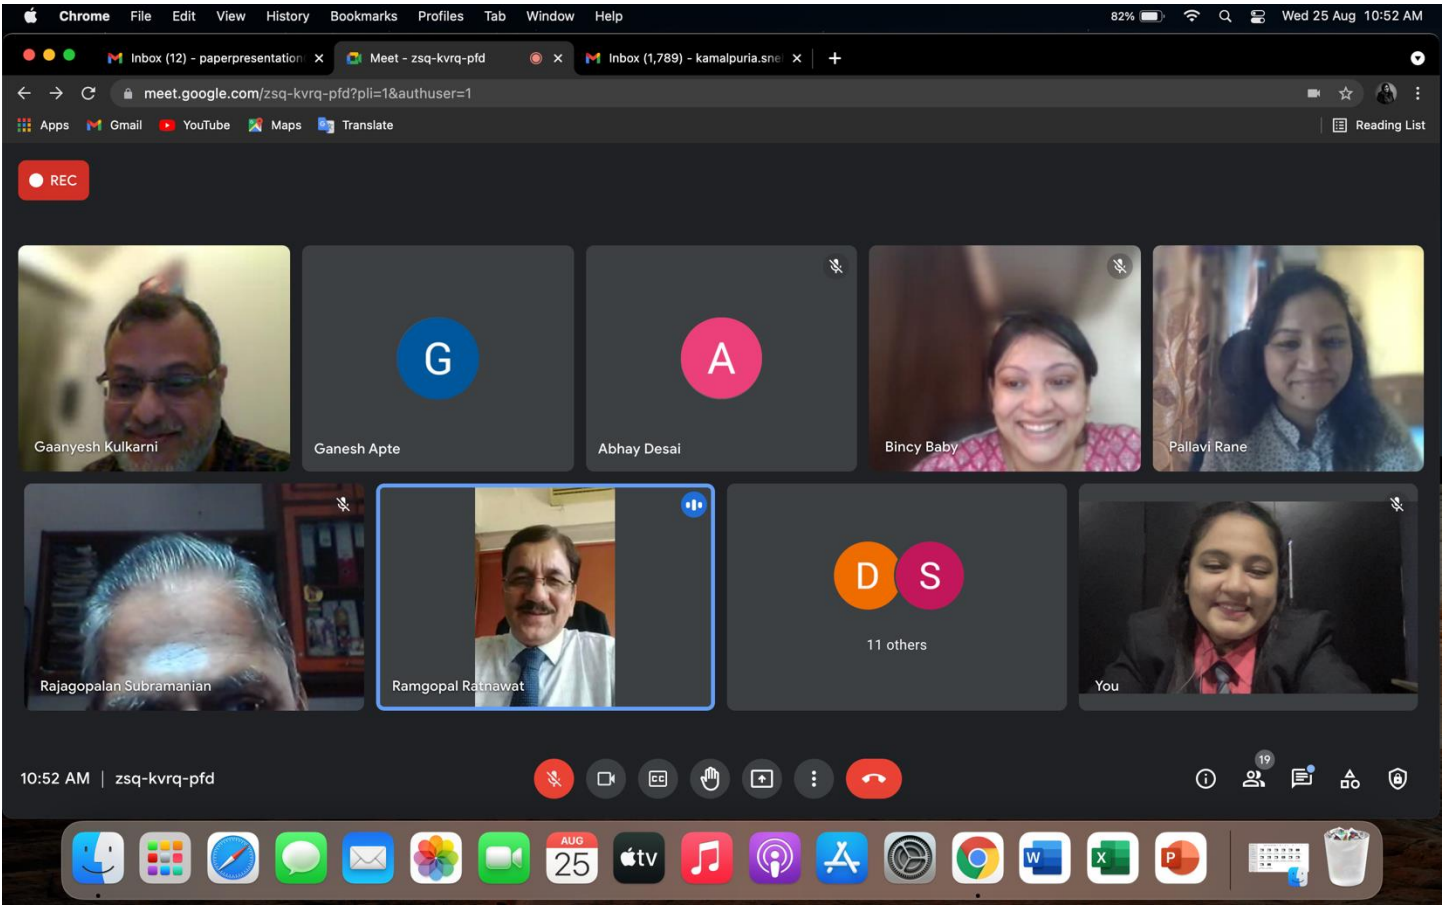 Chrome File Edit View History Bookmarks Profiles Tab Window Help 82% Wed 25 Aug 10:52 AM
Inbox (12) - paperpresentation Meet - zsq-kvrq-pfd Inbox (1,789) - kamalpuria.sne
meet.google.com/zsq-kvrq-pfd?pli=1&authuser=1
Apps Gmail YouTube Maps Translate Reading List
REC
G
A
Gaanyesh Kulkarni Ganesh Apte Abhay Desai Bincy Baby Pallavi Rane
D S
11 others
Rajagopalan Subramanian Ramgopal Ratnawat You
19
10:52 AM | zsq-kvrq-pfd CC
AUG
25 tv W X P